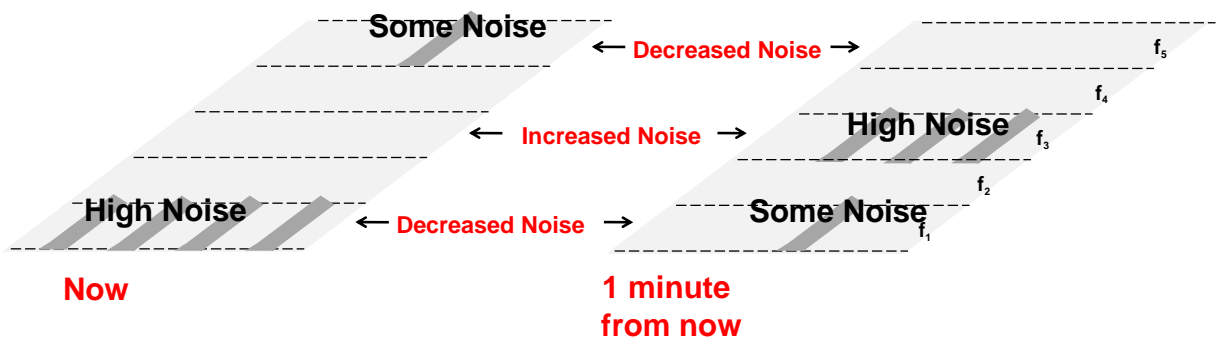 Some Noise
Decreased Noise
f5
f4
Increased Noise
High Noise
f3
f2
High Noise
Decreased Noise
Some Noise
f1
Now
1 minute
from now